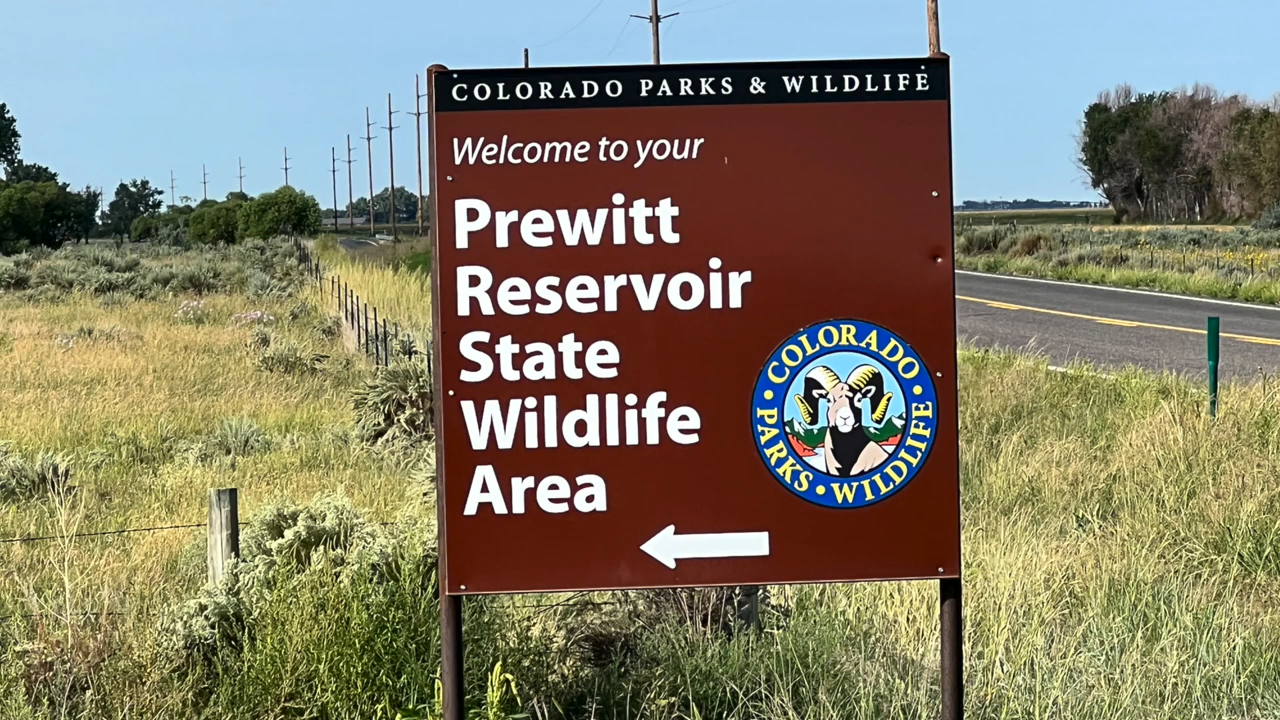 COLORADO PARKS & WILDLIFE
Welcome to your
Prewitt
Reservoir
State
Wildlife
Area
COLORADO
PARKS • WILDLIFE